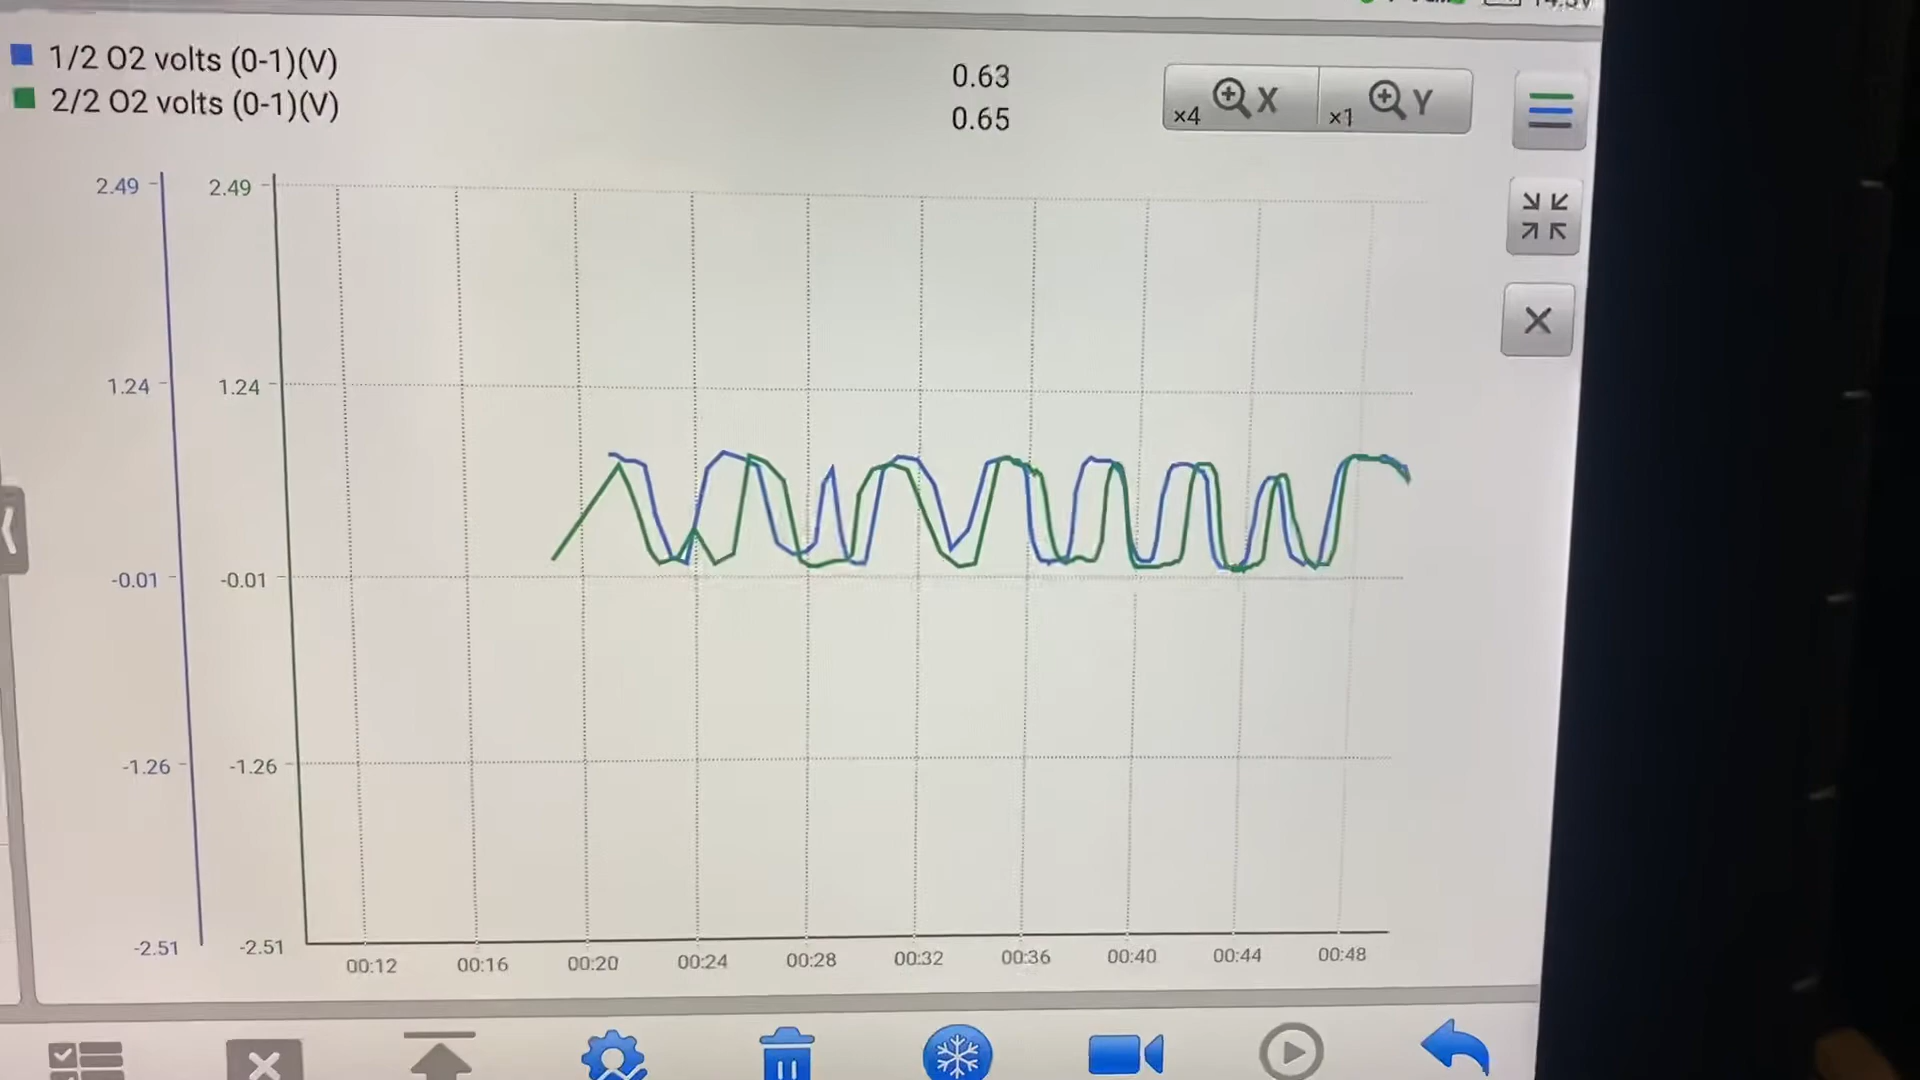 1/2 O2 volts (0-1)(V) 0.63
2/2 O2 volts (0-1)(V) 0.65
x4 X x1 Y
2.49 2.49
1.24 1.24
-0.01 -0.01
-1.26 -1.26
-2.51 -2.51
00:12 00:16 00:20 00:24 00:28 00:32 00:36 00:40 00:44 00:48